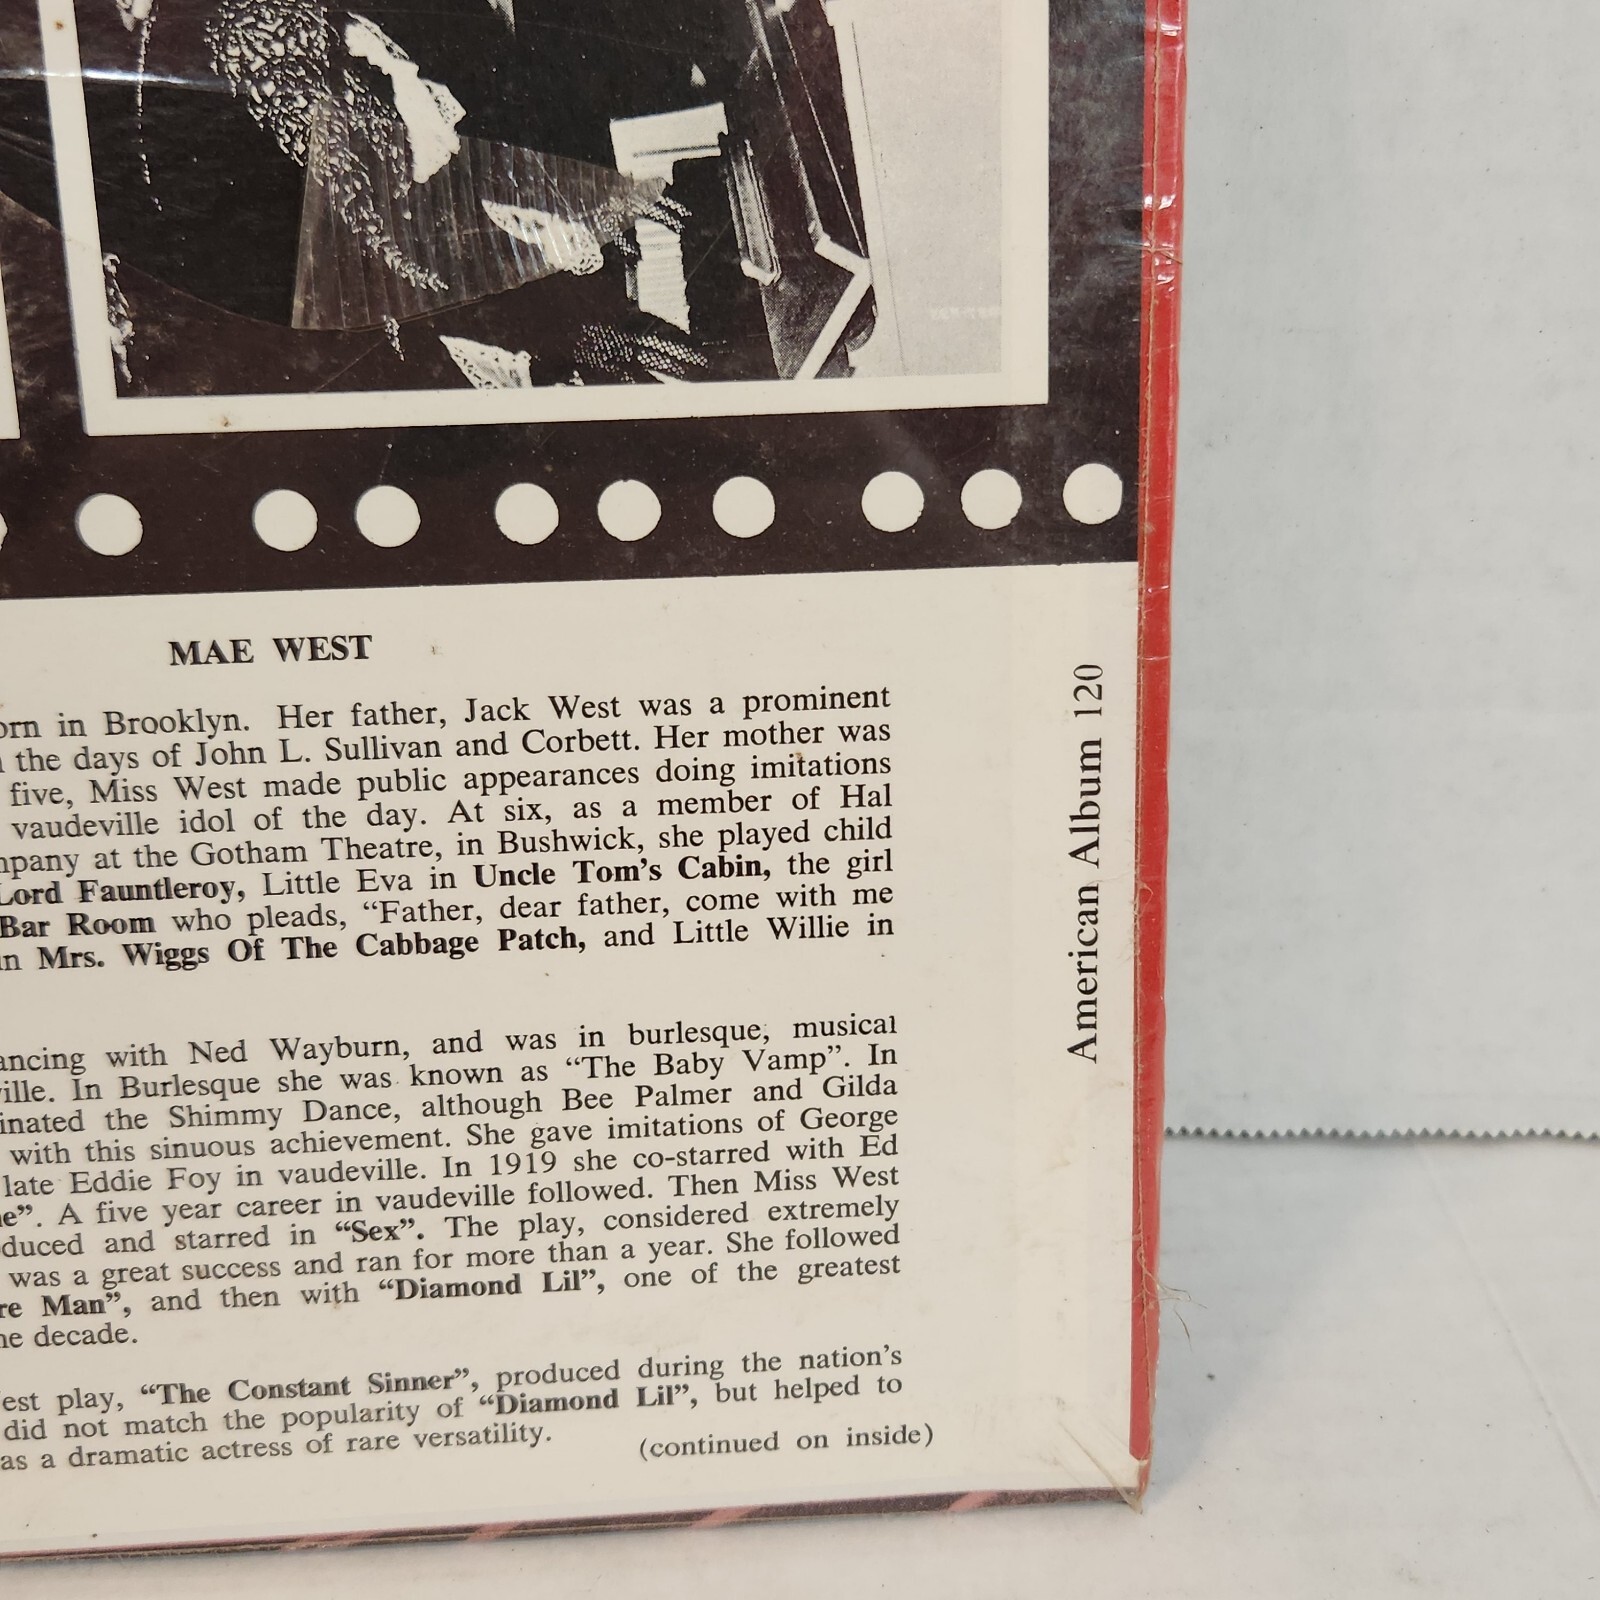 MAE WEST
orn in Brooklyn. Her father, Jack West was a prominent
the days of John L. Sullivan and Corbett. Her mother was
five, Miss West made public appearances doing imitations
vaudeville idol of the day. At six, as a member of Hal
mpany at the Gotham Theatre, in Bushwick, she played child
Lord Fauntleroy, Little Eva in Uncle Tom's Cabin, the girl
Bar Room who pleads, “Father, dear father, come with me
in Mrs. Wiggs Of The Cabbage Patch, and Little Willie in
ancing with Ned Wayburn, and was in burlesque, musical
ville. In Burlesque she was known as “The Baby Vamp”. In
inated the Shimmy Dance, although Bee Palmer and Gilda
with this sinuous achievement. She gave imitations of George
late Eddie Foy in vaudeville. In 1919 she co-starred with Ed
e”. A five year career in vaudeville followed. Then Miss West
duced and starred in “Sex”. The play, considered extremely
was a great success and ran for more than a year. She followed
re Man”, and then with “Diamond Lil”, one of the greatest
he decade.
est play, “The Constant Sinner”, produced during the nation's
did not match the popularity of “Diamond Lil”, but helped to
as a dramatic actress of rare versatility.
(continued on inside)
American Album 120